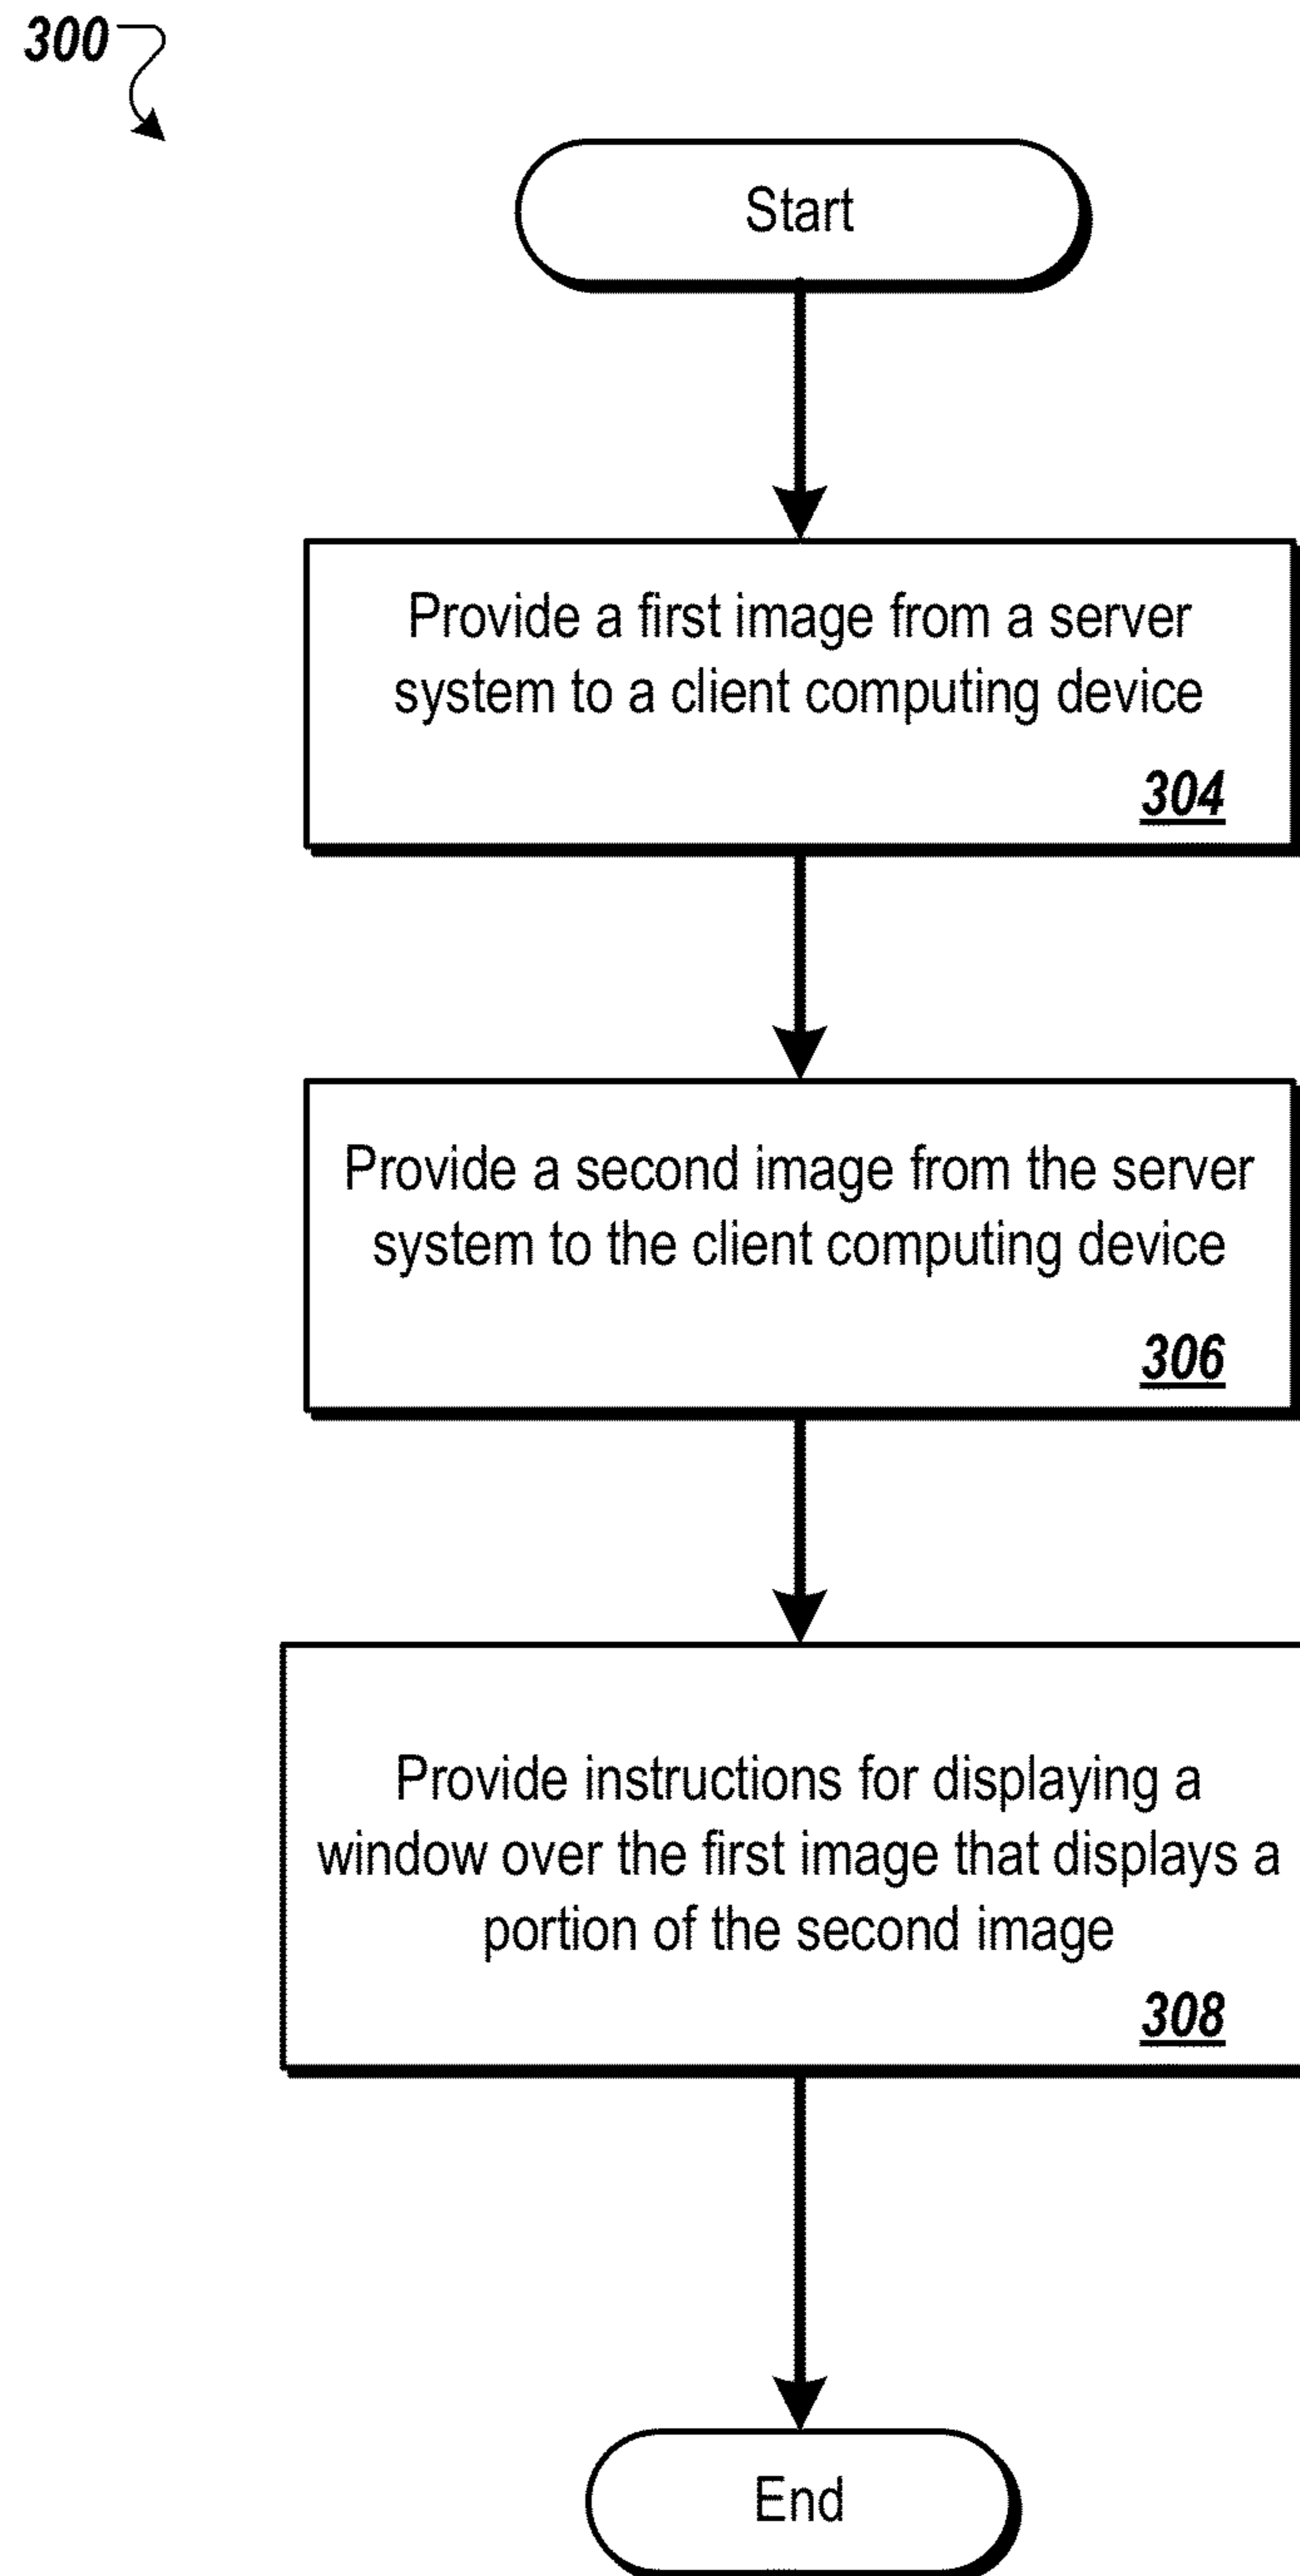 300
Start
Provide a first image from a server
system to a client computing device
304
Provide a second image from the server
system to the client computing device
306
Provide instructions for displaying a
window over the first image that displays a
portion of the second image
308
End